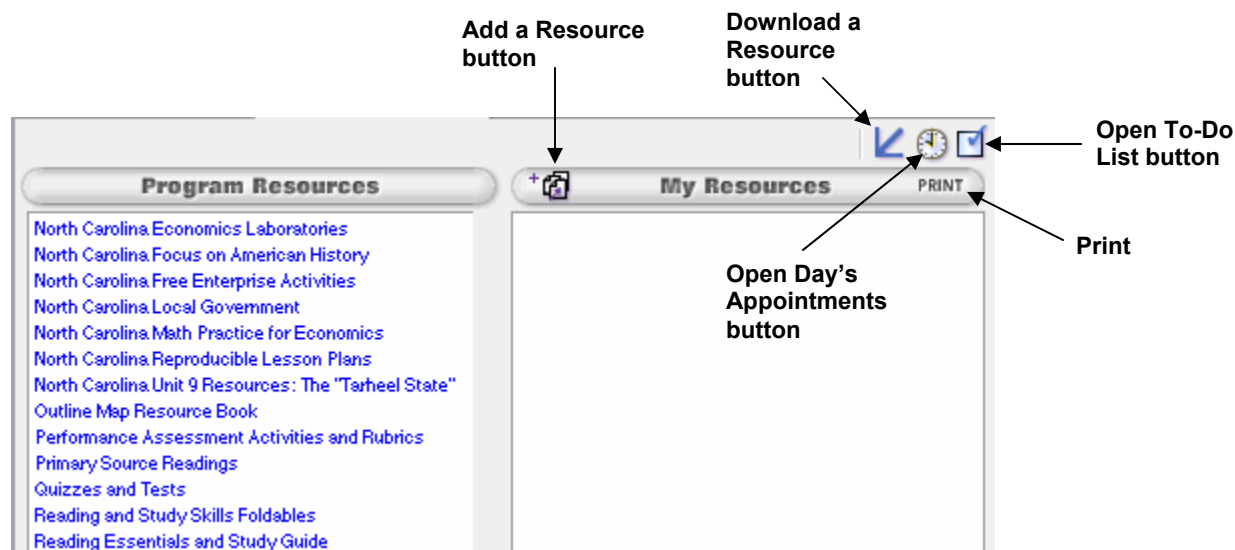 Add a Resource
button
Download a
Resource
button
Open To-Do
List button
Program Resources
My Resources
PRINT
Print
North Carolina Economics Laboratories
North Carolina Focus on American History
North Carolina Free Enterprise Activities
North Carolina Local Government
North Carolina Math Practice for Economics
North Carolina Reproducible Lesson Plans
North Carolina Unit 9 Resources: The "Tarheel State"
Outline Map Resource Book
Performance Assessment Activities and Rubrics
Primary Source Readings
Quizzes and Tests
Reading and Study Skills Foldables
Reading Essentials and Study Guide
Open Day's
Appointments
button